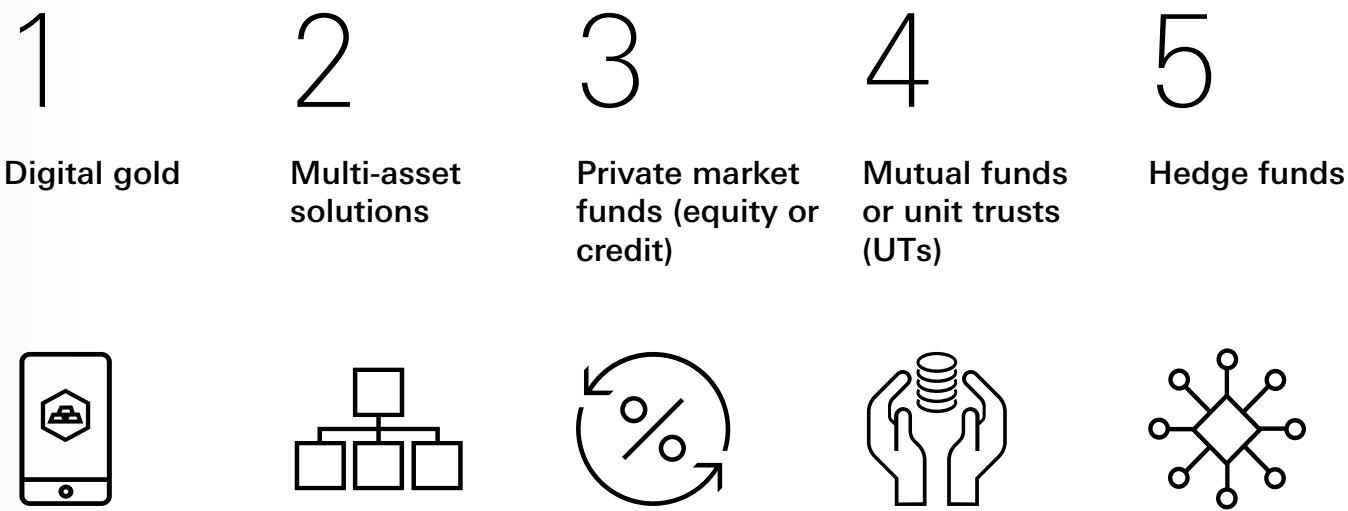 1
Digital gold
2
Multi-asset
solutions
3
Private market
funds (equity or
credit)
4
Mutual funds
or unit trusts
(UTs)
5
Hedge funds